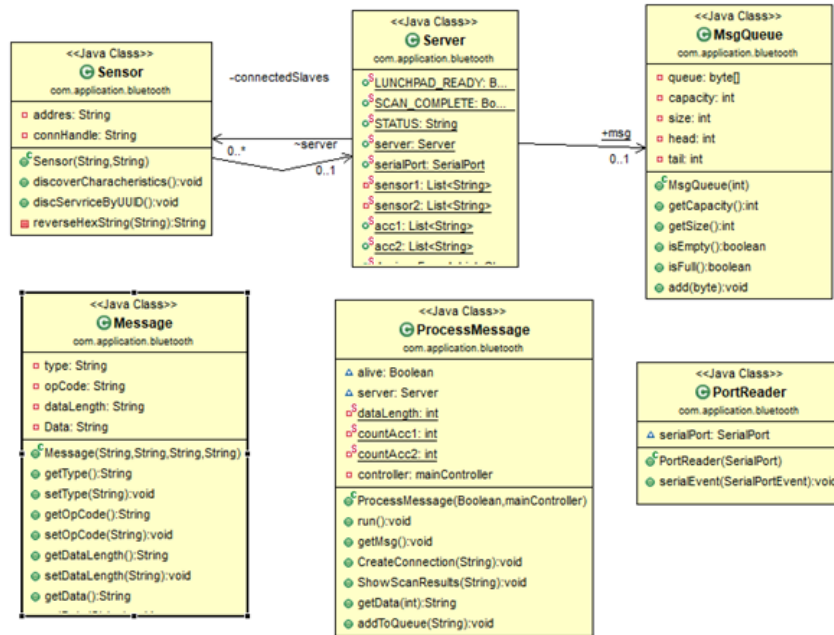 <<Java Class>>
Sensor
com.application.bluetooth
addres: String
connHandle: String
Sensor(String,String)
discoverCharacheristics():void
discServriceByUUID():void
reverseHexString(String):String
-connectedSlaves
0..*
~server
0..1
<<Java Class>>
Server
com.application.bluetooth
LUNCHPAD_READY: B...
SCAN_COMPLETE: Bo...
STATUS: String
server: Server
serialPort: SerialPort
sensor1: List<String>
sensor2: List<String>
acc1: List<String>
acc2: List<String>
+msg
0..1
<<Java Class>>
MsgQueue
com.application.bluetooth
queue: byte[]
capacity: int
size: int
head: int
tail: int
MsgQueue(int)
getCapacity():int
getSize():int
isEmpty():boolean
isFull():boolean
add(byte):void
<<Java Class>>
Message
com.application.bluetooth
type: String
opCode: String
dataLength: String
Data: String
Message(String,String,String,String)
getType():String
setType(String):void
getOpCode():String
setOpCode(String):void
getDataLength():String
setDataLength(String):void
getData():String
<<Java Class>>
ProcessMessage
com.application.bluetooth
alive: Boolean
server: Server
dataLength: int
countAcc1: int
countAcc2: int
controller: mainController
ProcessMessage(Boolean,mainController)
run():void
getMsg():void
CreateConnection(String):void
ShowScanResults(String):void
getData(int):String
addToQueue(String):void
<<Java Class>>
PortReader
com.application.bluetooth
serialPort: SerialPort
PortReader(SerialPort)
serialEvent(SerialPortEvent):void